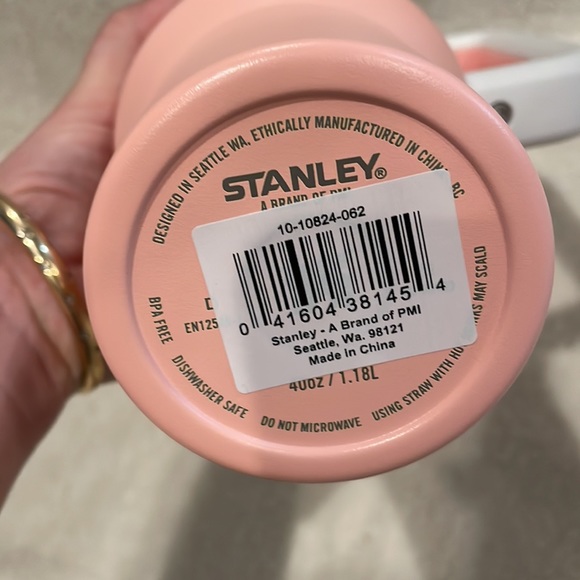 DESIGNED IN SEATTLE WA. ETHICALLY MANUFACTURED IN
STANLEY®
A BRAND OF PMI
10-10824-062
0 41604 38145 4
Stanley - A Brand of PMI
Seattle, Wa. 98121
Made in China
40oz / 1.18L
BPA FREE
DISHWASHER SAFE
DO NOT MICROWAVE
USING STRAW WITH
MAY SCALD